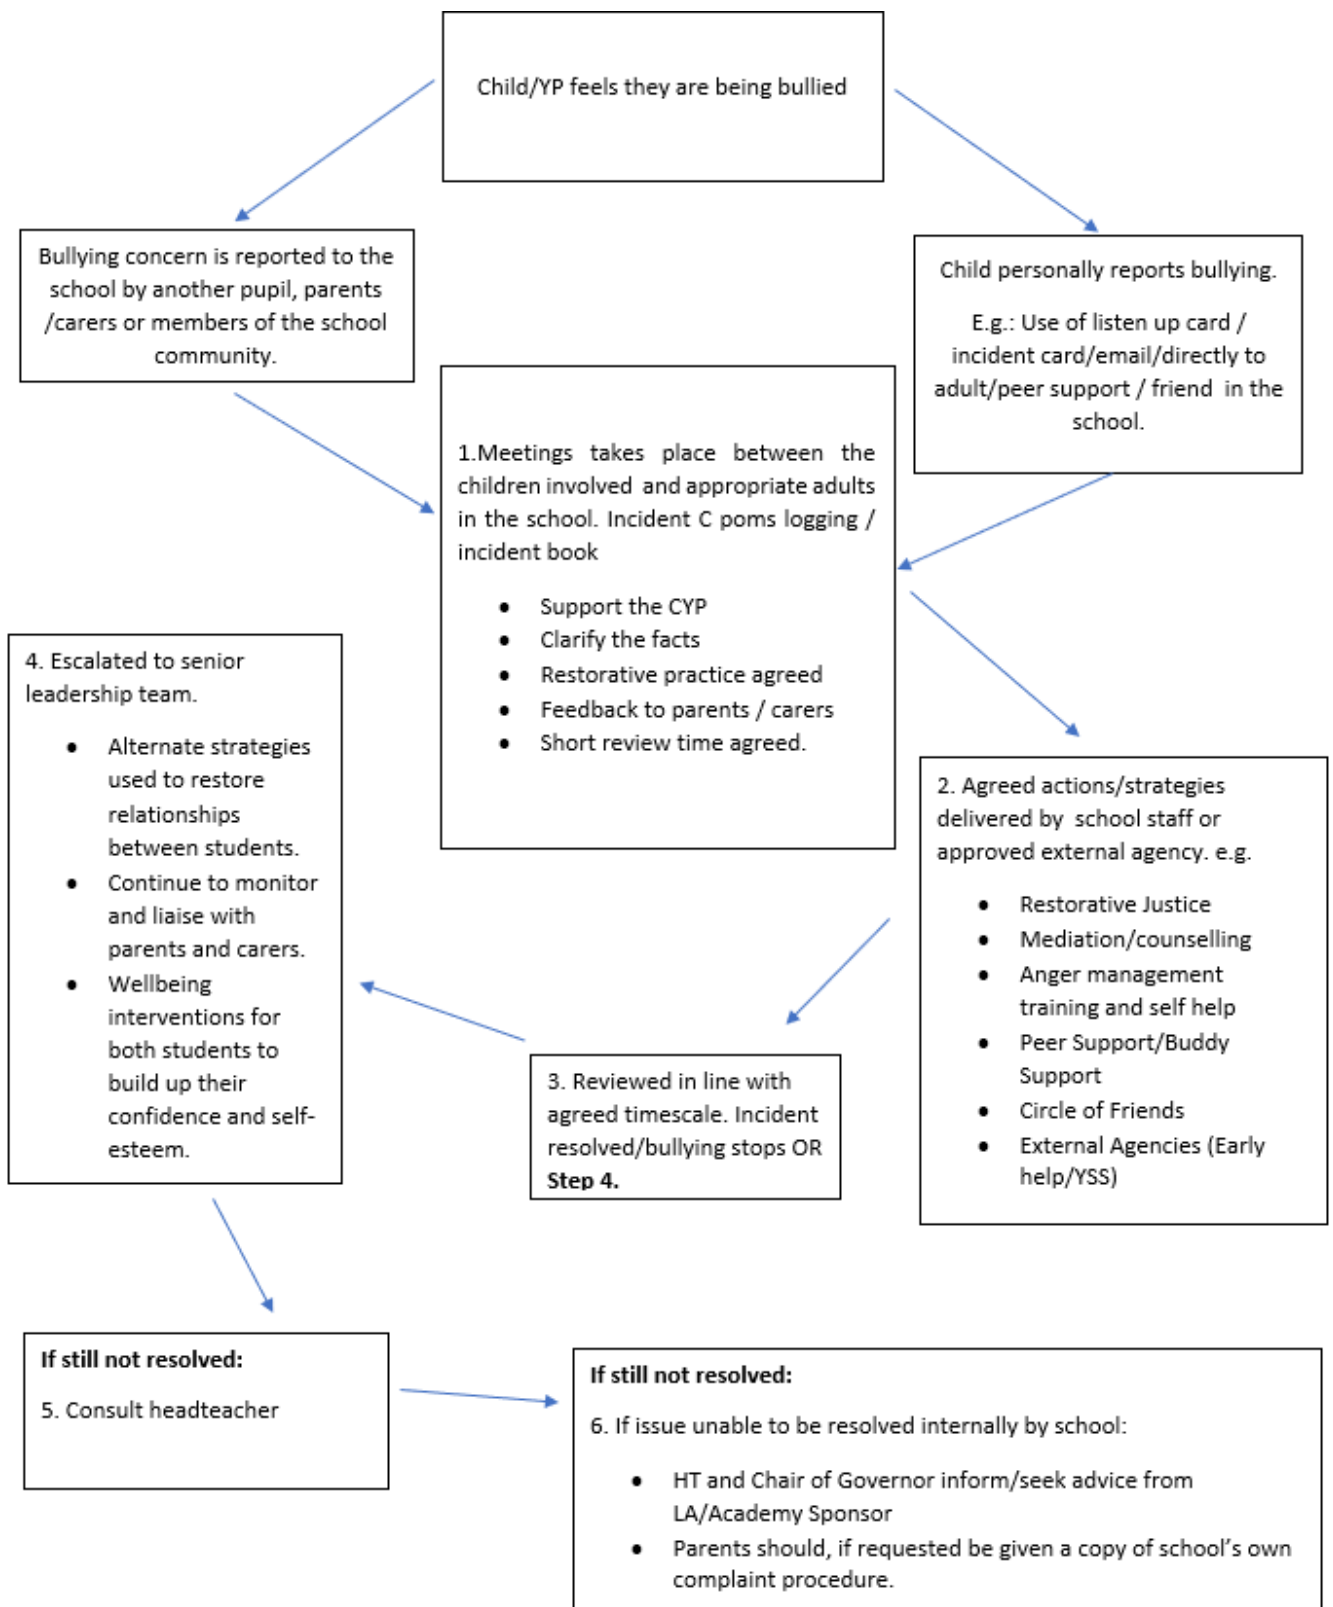 Child/YP feels they are being bullied
Bullying concern is reported to the
school by another pupil, parents
/carers or members of the school
community.
Child personally reports bullying.
E.g.: Use of listen up card /
incident card/email/directly to
adult/peer support / friend in the
school.
1.Meetings takes place between the
children involved and appropriate adults
in the school. Incident C poms logging /
incident book
● Support the CYP
● Clarify the facts
● Restorative practice agreed
● Feedback to parents / carers
● Short review time agreed.
2. Agreed actions/strategies
delivered by school staff or
approved external agency. e.g.
● Restorative Justice
● Mediation/counselling
● Anger management
training and self help
● Peer Support/Buddy
Support
● Circle of Friends
● External Agencies (Early
help/YSS)
3. Reviewed in line with
agreed timescale. Incident
resolved/bullying stops OR
Step 4.
4. Escalated to senior
leadership team.
● Alternate strategies
used to restore
relationships
between students.
● Continue to monitor
and liaise with
parents and carers.
● Wellbeing
interventions for
both students to
build up their
confidence and self-
esteem.
If still not resolved:
5. Consult headteacher
If still not resolved:
6. If issue unable to be resolved internally by school:
● HT and Chair of Governor inform/seek advice from
LA/Academy Sponsor
● Parents should, if requested be given a copy of school’s own
complaint procedure.